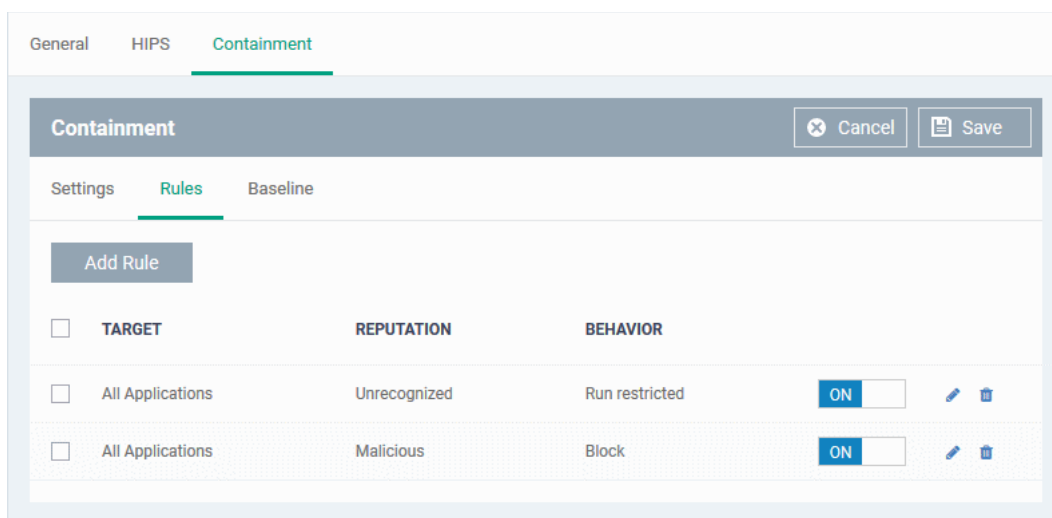 General HIPS Containment
Containment Cancel Save
Settings Rules Baseline
Add Rule
TARGET REPUTATION BEHAVIOR
All Applications Unrecognized Run restricted ON
All Applications Malicious Block ON